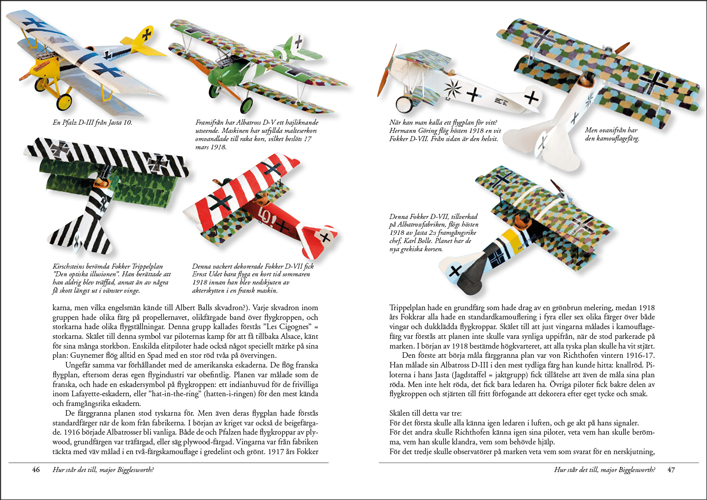 En Pfalz D-III från Jasta 10.
Framifrån har Albatross D-V ett hajliknande
utseende. Maskinen har utfyllda malteserkors
omvandlade till raka kors, vilket beslöts 17
mars 1918.
Kirschsteins berömda Fokker Trippelplan
"Den optiska illusionen". Han berättade att
han aldrig blev träffad, annat än av några
få skott längst ut i vänster vinge.
Denna vackert dekorerade Fokker D-VII fick
Ernst Udet bara flyga en kort tid sommaren
1918 innan han blev nedskjuten av
akterskytten i en fransk maskin.
karna, men vilka engelsmän kände till Albert Balls skvadron?). Varje skvadron inom
gruppen hade olika färg på propellernavet, olikfärgade band över flygkroppen, och
storkarna hade olika flygställningar. Denna grupp kallades förstås "Les Cigognes" =
storkarna. Skälet till denna symbol var piloternas kamp för att få tillbaka Alsace, känt
för sina många storkbon. Enskilda elitpiloter hade också något speciellt märke på sina
plan: Guynemer flög alltid en Spad med en stor röd tvåa på övervingen.
Ungefär samma var förhållandet med de amerikanska eskaderna. De flög franska
flygplan, eftersom deras egen flygindustri var obefintlig. Planen var målade som de
franska, och hade en eskadersymbol på flygkroppen: ett indianhuvud för de frivilliga
inom Lafayette-eskadern, eller "hat-in-the-ring" (hatten-i-ringen) för den mest kända
och framgångsrika eskadern.
De färggranna planen stod tyskarna för. Men även deras flygplan hade förstås
standardfärger när de kom från fabrikerna. I början av kriget var också de beigefärga-
de. 1916 började Albatrosser bli vanliga. Både de och Pfalzen hade flygkroppar av ply-
wood, grundfärgen var träfärgad, eller såg plywood-färgad. Vingarna var från fabriken
täckta med väv målad i en två-färgskamouflage i gredelint och grönt. 1917 års Fokker
46 Hur står det till, major Bigglesworth?
När kan man kalla ett flygplan för vitt?
Hermann Göring flög hösten 1918 en vit
Fokker D-VII. Från sidan är den helvit.
Men ovanifrån har
den kamouflagefärg.
Denna Fokker D-VII, tillverkad
på Albatrosfabriken, flögs hösten
1918 av Jasta 2:s framgångsrike
chef, Karl Bolle. Planet har de
nya grekiska korsen.
Trippelplan hade en grundfärg som hade drag av en grönbrun melering, medan 1918
års Fokkrar alla hade en standardkamouflering i fyra eller sex olika färger över både
vingar och dukklädda flygkroppar. Skälet till att just vingarna målades i kamouflage-
färg var förstås att planen inte skulle vara synliga uppifrån, när de stod parkerade på
marken. I början av 1918 bestämde högkvarteret, att alla tyska plan skulle ha vit stjärt.
Den förste att börja måla färggranna plan var von Richthofen vintern 1916-17.
Han målade sin Albatross D-III i den mest tydliga färg han kunde hitta: knallröd. Pi-
loterna i hans Jasta (Jagdstaffel = jaktgrupp) fick tillåtelse att även de måla sina plan
röda. Men inte helt röda, det fick bara ledaren ha. Övriga piloter fick bakre delen av
flygkroppen och stjärten till fritt förfogande att dekorera efter eget tycke och smak.
Skälen till detta var tre:
För det första skulle alla känna igen ledaren i luften, och ge akt på hans signaler.
För det andra skulle Richthofen känna igen sina piloter, veta vem han skulle beröm-
ma, vem han skulle klandra, vem som behövde hjälp.
För det tredje skulle observatörer på marken veta vem som svarat för en nerskjutning,
Hur står det till, major Bigglesworth? 47